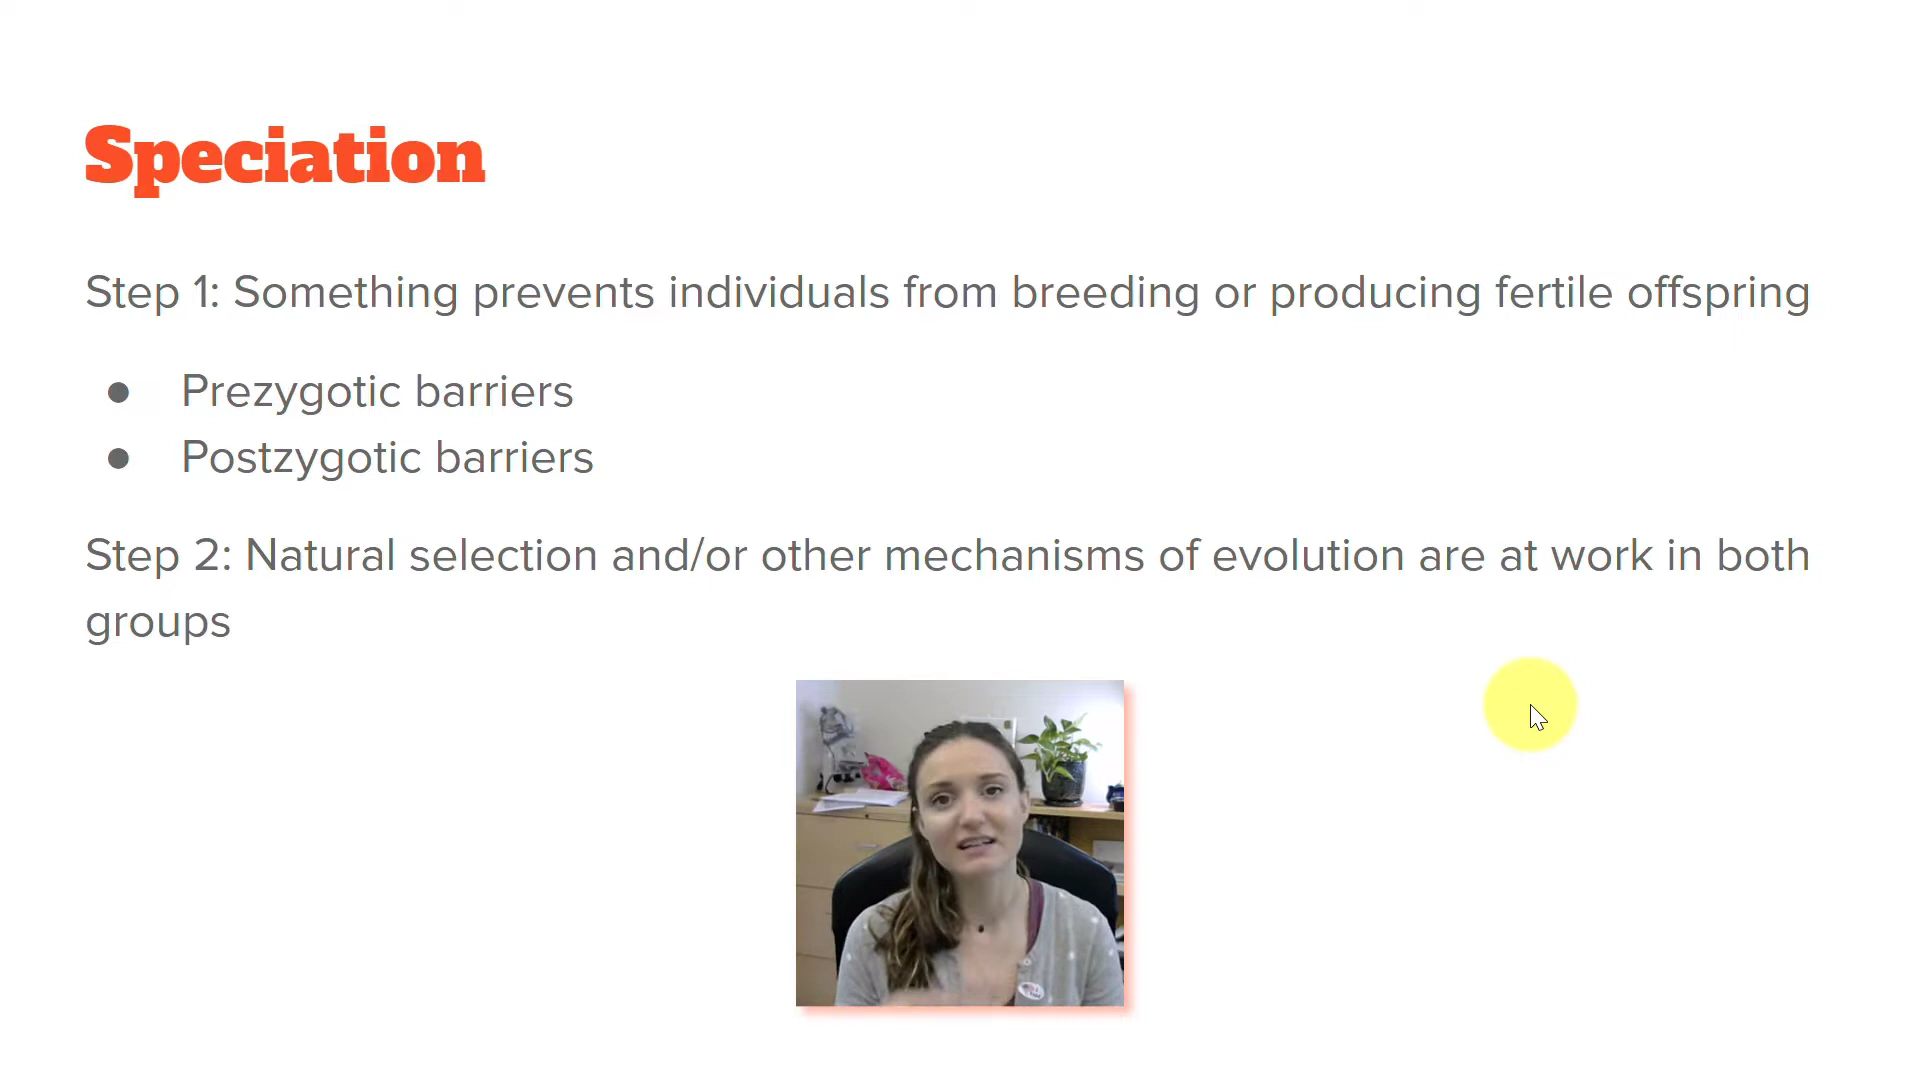 Speciation
Step 1: Something prevents individuals from breeding or producing fertile offspring
● Prezygotic barriers
● Postzygotic barriers
Step 2: Natural selection and/or other mechanisms of evolution are at work in both
groups